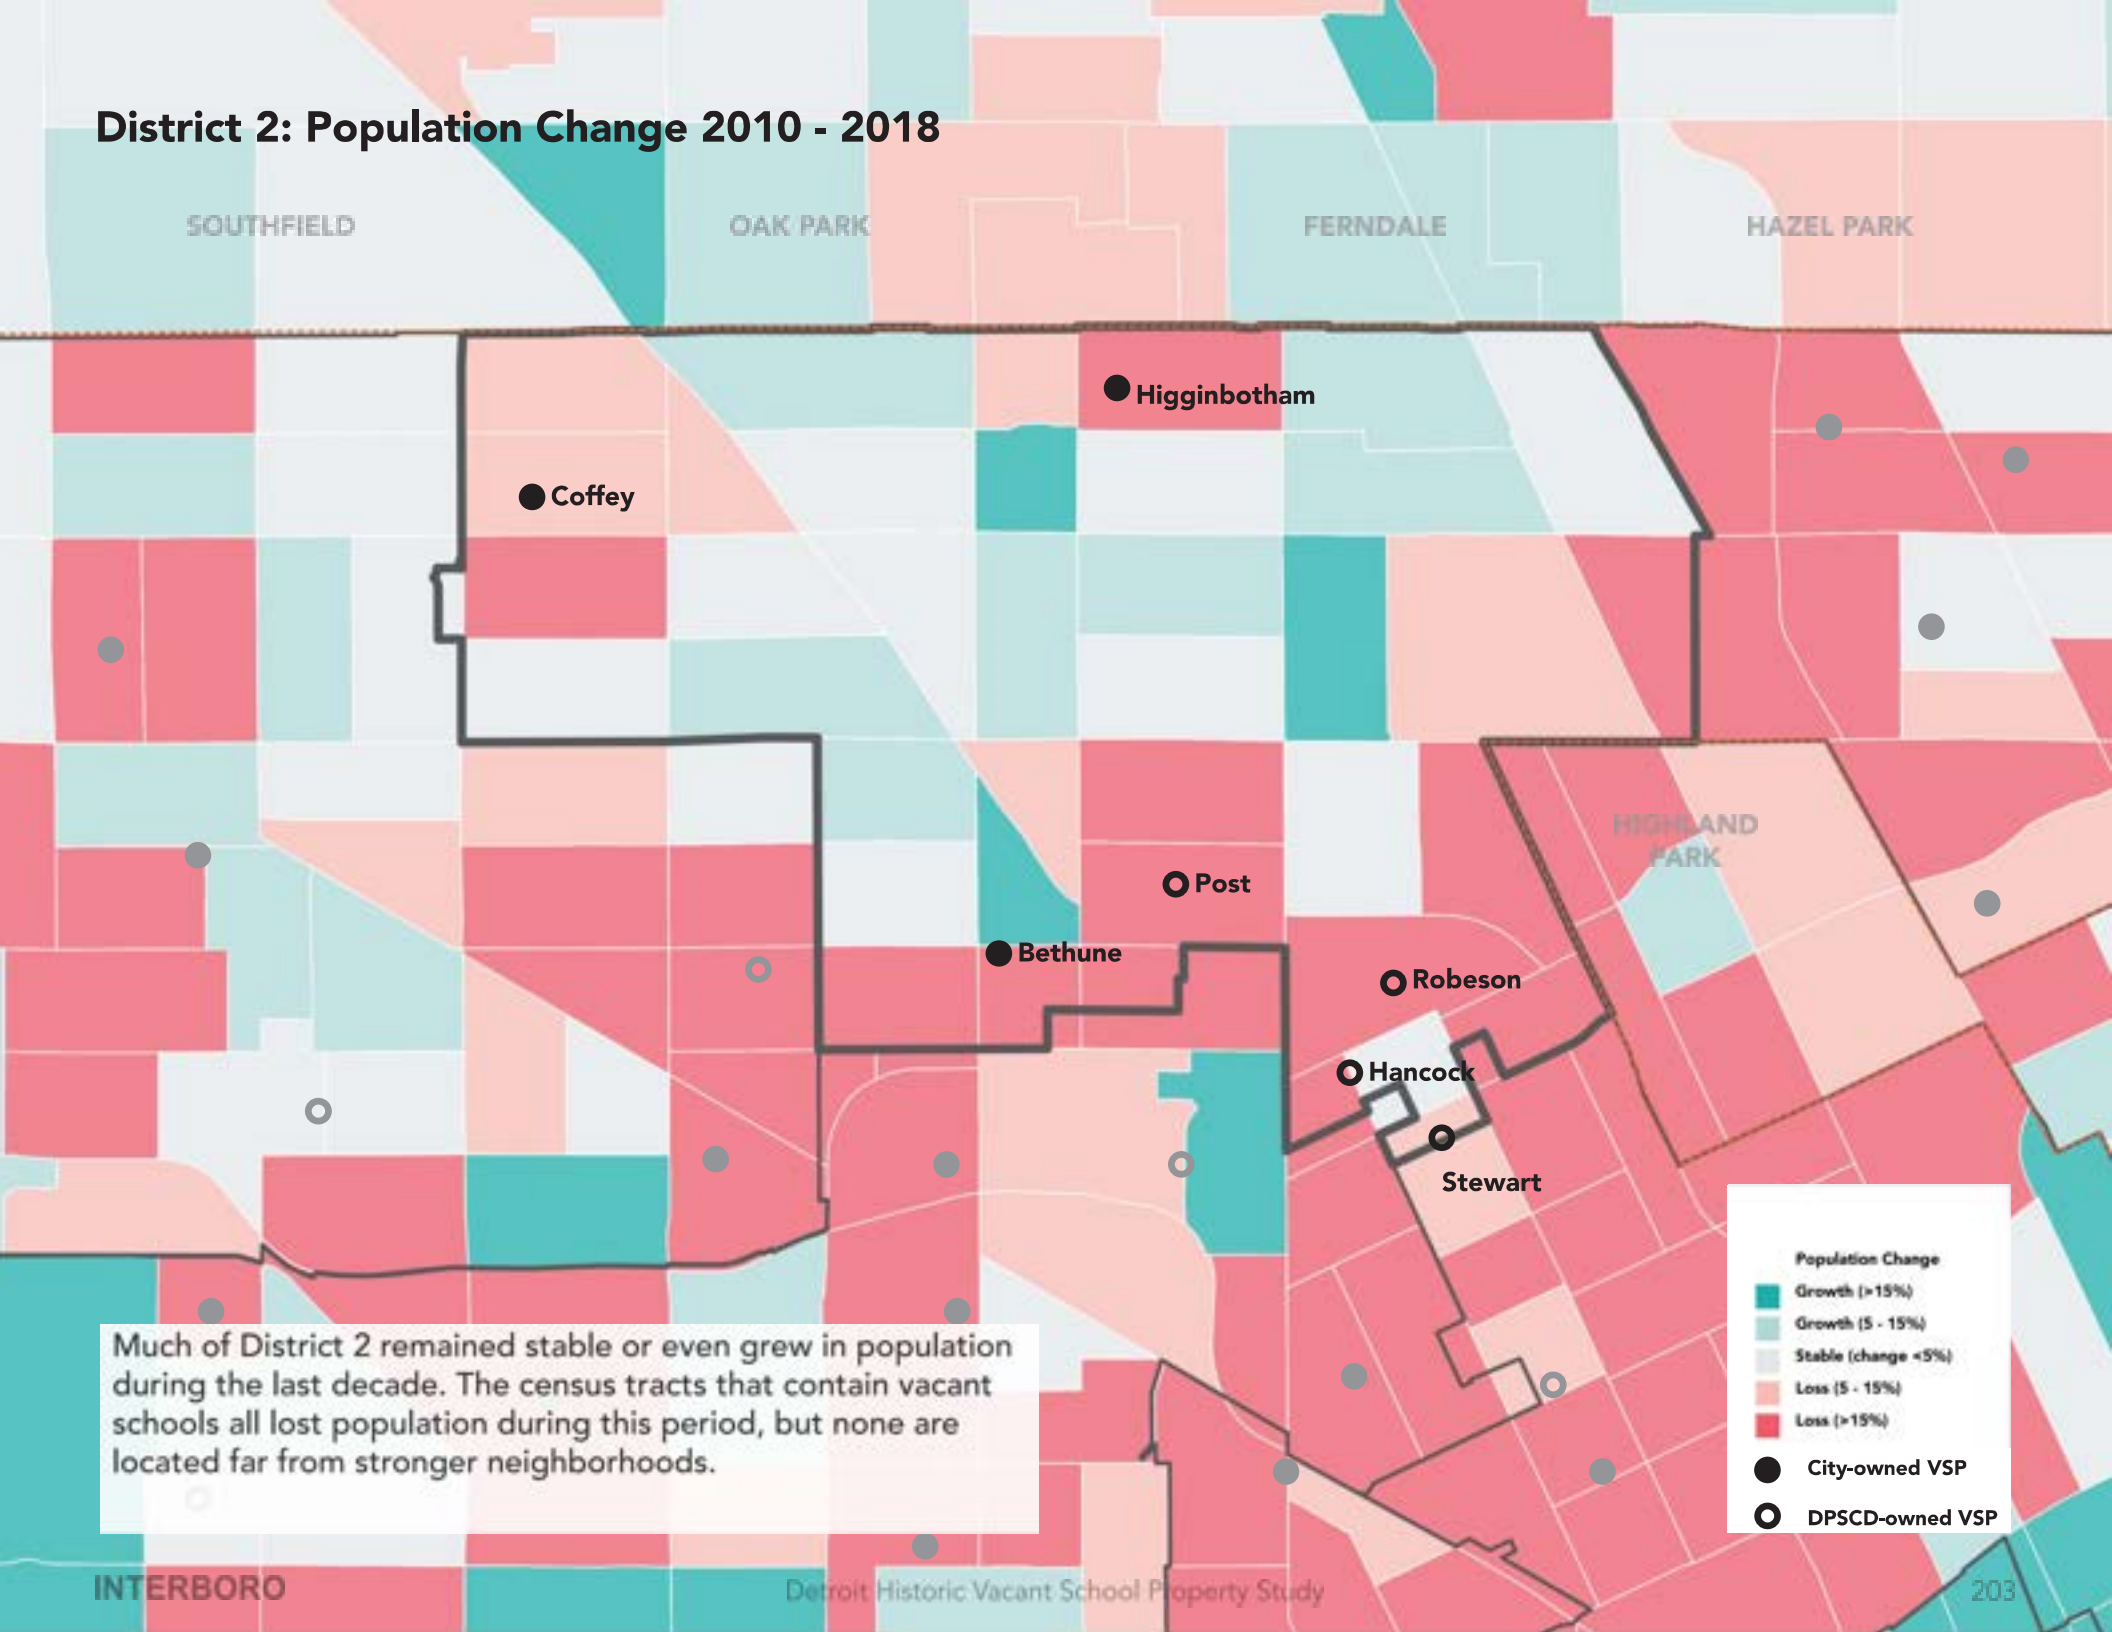 District 2: Population Change 2010 - 2018
SOUTHFIELD
OAK PARK
FERNDALE
HAZEL PARK
Higginbotham
Coffey
HIGHLAND
PARK
Post
Bethune
Robeson
Hancock
Stewart
Population Change
Growth (>15%)
Growth (5 - 15%)
Stable (change <5%)
Loss (5 - 15%)
Loss (>15%)
City-owned VSP
DPSCD-owned VSP
Much of District 2 remained stable or even grew in population
during the last decade. The census tracts that contain vacant
schools all lost population during this period, but none are
located far from stronger neighborhoods.
INTERBORO
Detroit Historic Vacant School Property Study
203